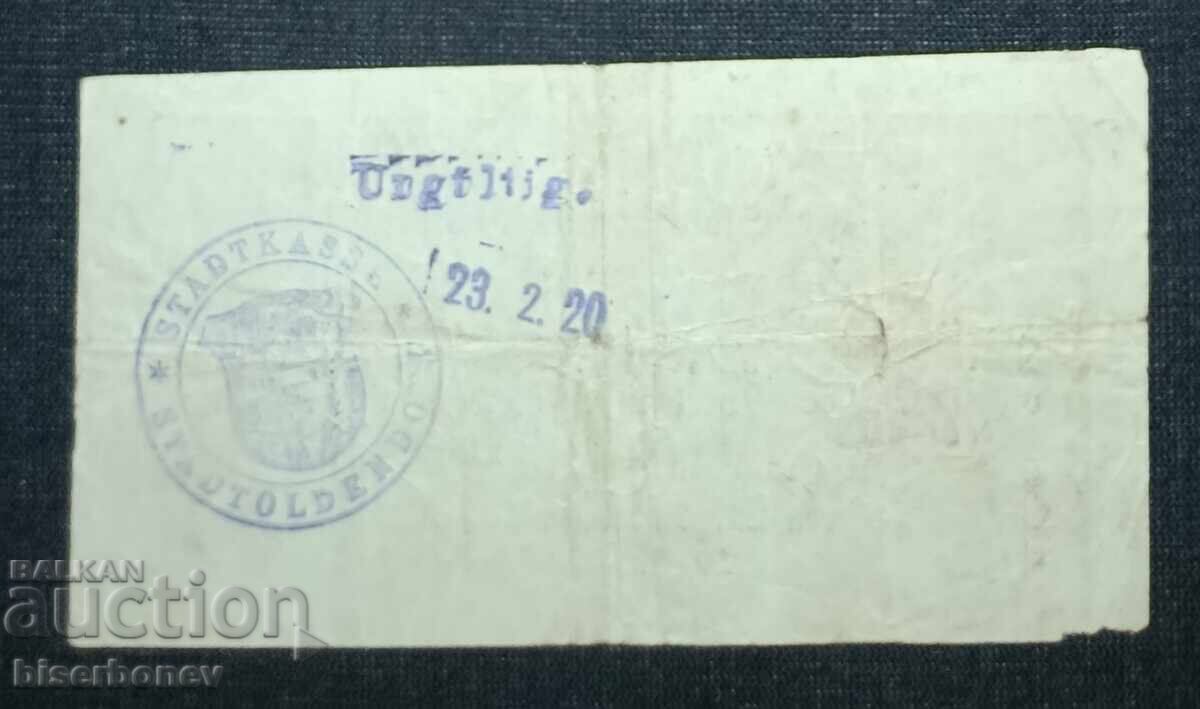 Ungültig.
23. 2. 20
* STADTKASSE *
STADTOLDENDO
BALKAN
auction
biserbonev